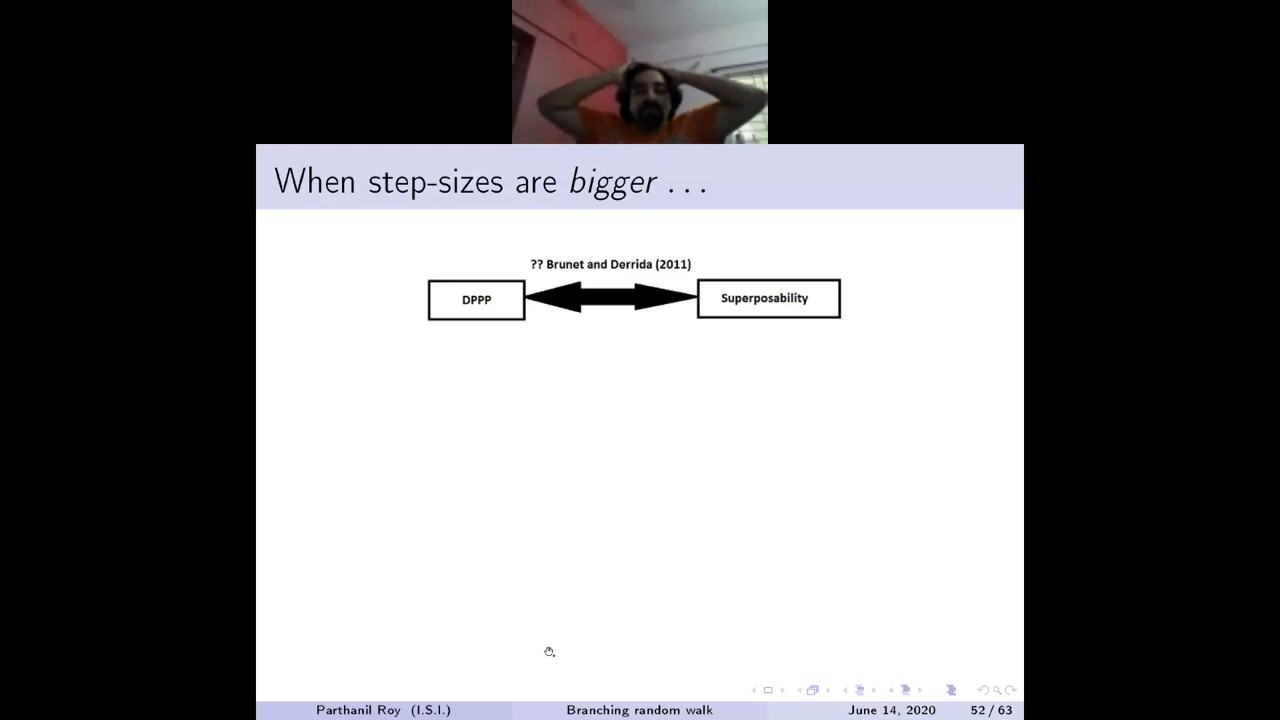 When step-sizes are bigger . . .
?? Brunet and Derrida (2011)
DPPP
Superposability
Parthanil Roy (I.S.I.) Branching random walk June 14, 2020 52 / 63